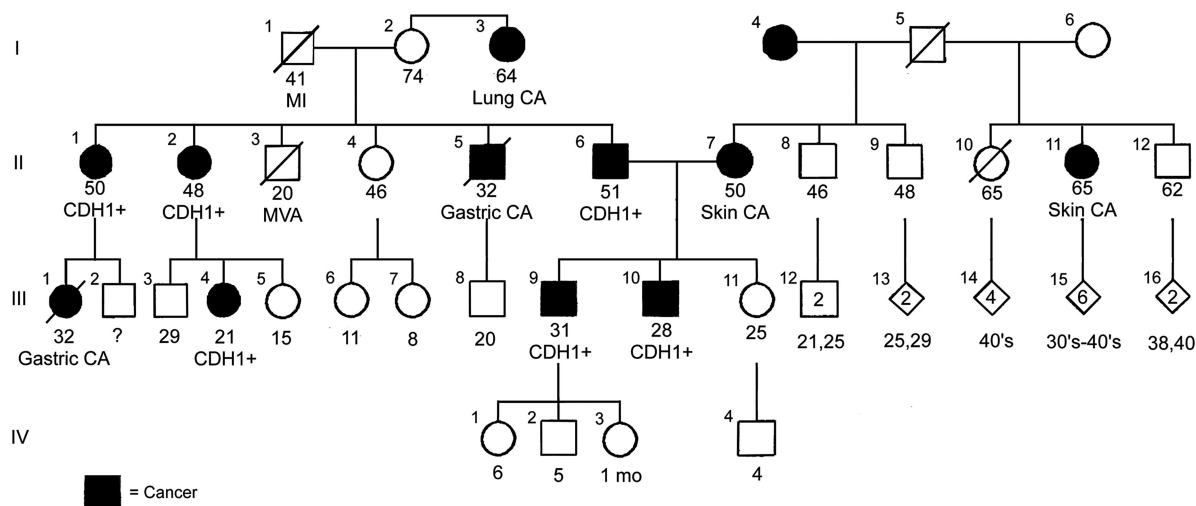 I 1 2 3 4 5 6
41 74 64
MI Lung CA
II 1 2 3 4 5 6 7 8 9 10 11 12
50 48 20 46 32 51 50 46 48 65 65 62
CDH1+ CDH1+ MVA Gastric CA CDH1+ Skin CA Skin CA
III 1 2 3 4 5 6 7 8 9 10 11 12 13 14 15 16
2 2 4 6 2
32 ? 29 21 15 11 8 20 31 28 25 21,25 25,29 40's 30's-40's 38,40
Gastric CA CDH1+ CDH1+ CDH1+
IV 1 2 3 4
6 5 1 mo 4
= Cancer